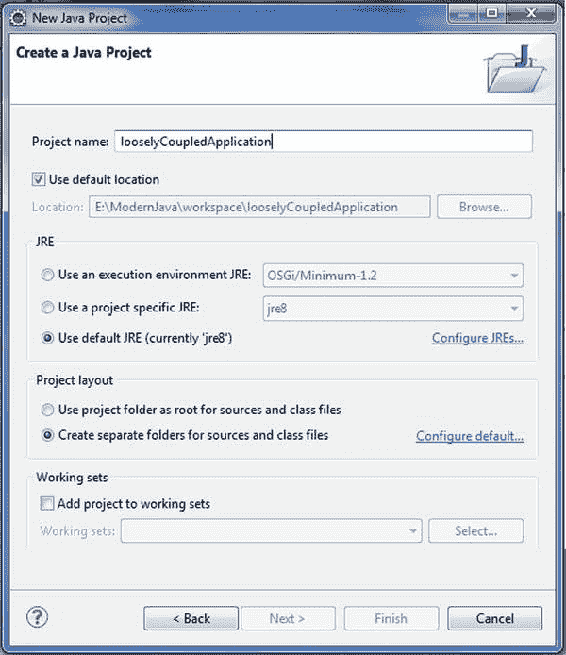 New Java Project
Create a Java Project
Project name: looselyCoupledApplication
Use default location
Location: E:\ModernJava\workspace\looselyCoupledApplication Browse...
JRE
Use an execution environment JRE: OSGi/Minimum-1.2
Use a project specific JRE: jre8
Use default JRE (currently 'jre8') Configure JREs...
Project layout
Use project folder as root for sources and class files
Create separate folders for sources and class files Configure default...
Working sets
Add project to working sets
Working sets: Select...
? < Back Next > Finish Cancel